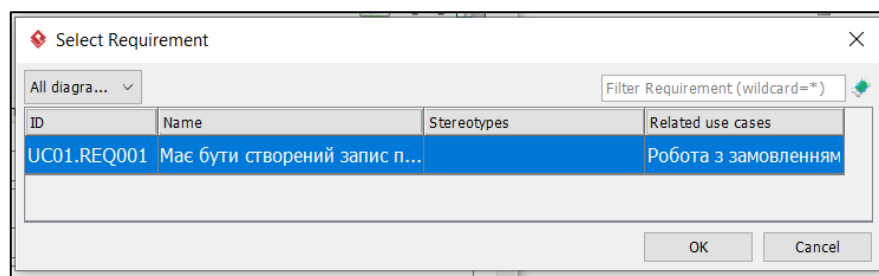 Select Requirement
All diagra...
Filter Requirement (wildcard=*)
ID Name Stereotypes Related use cases
UC01.REQ001 Має бути створений запис п... Робота з замовленням
OK Cancel